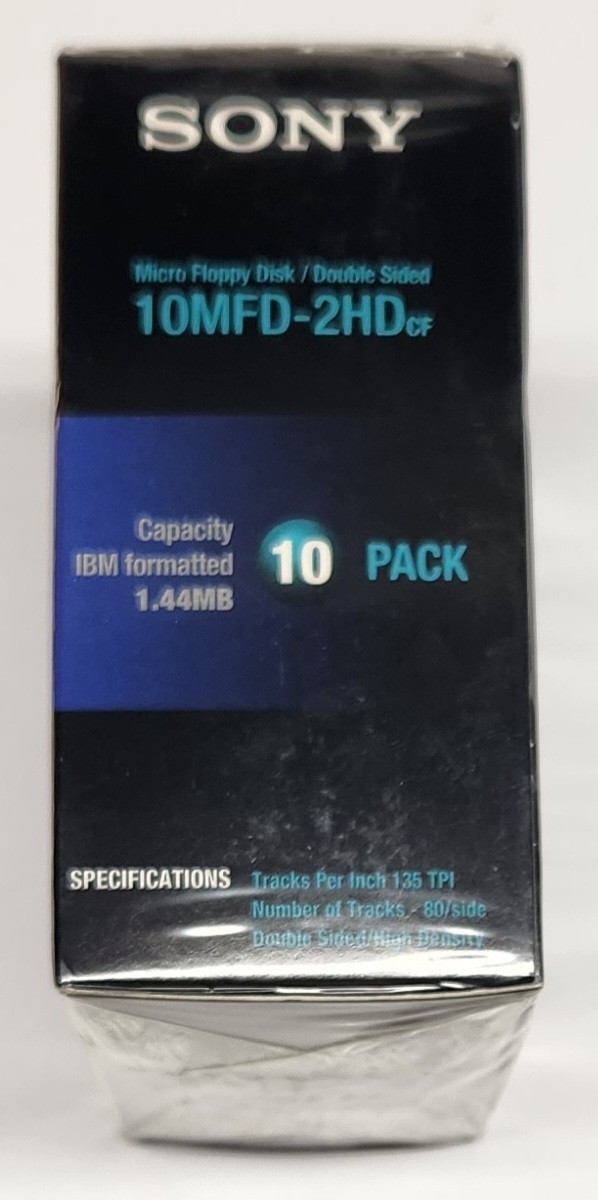 SONY
Micro Floppy Disk / Double Sided
10MFD-2HDCF
Capacity
IBM formatted
1.44MB
10 PACK
SPECIFICATIONS
Tracks Per Inch 135 TPI
Number of Tracks - 80/side
Double Sided/High Density